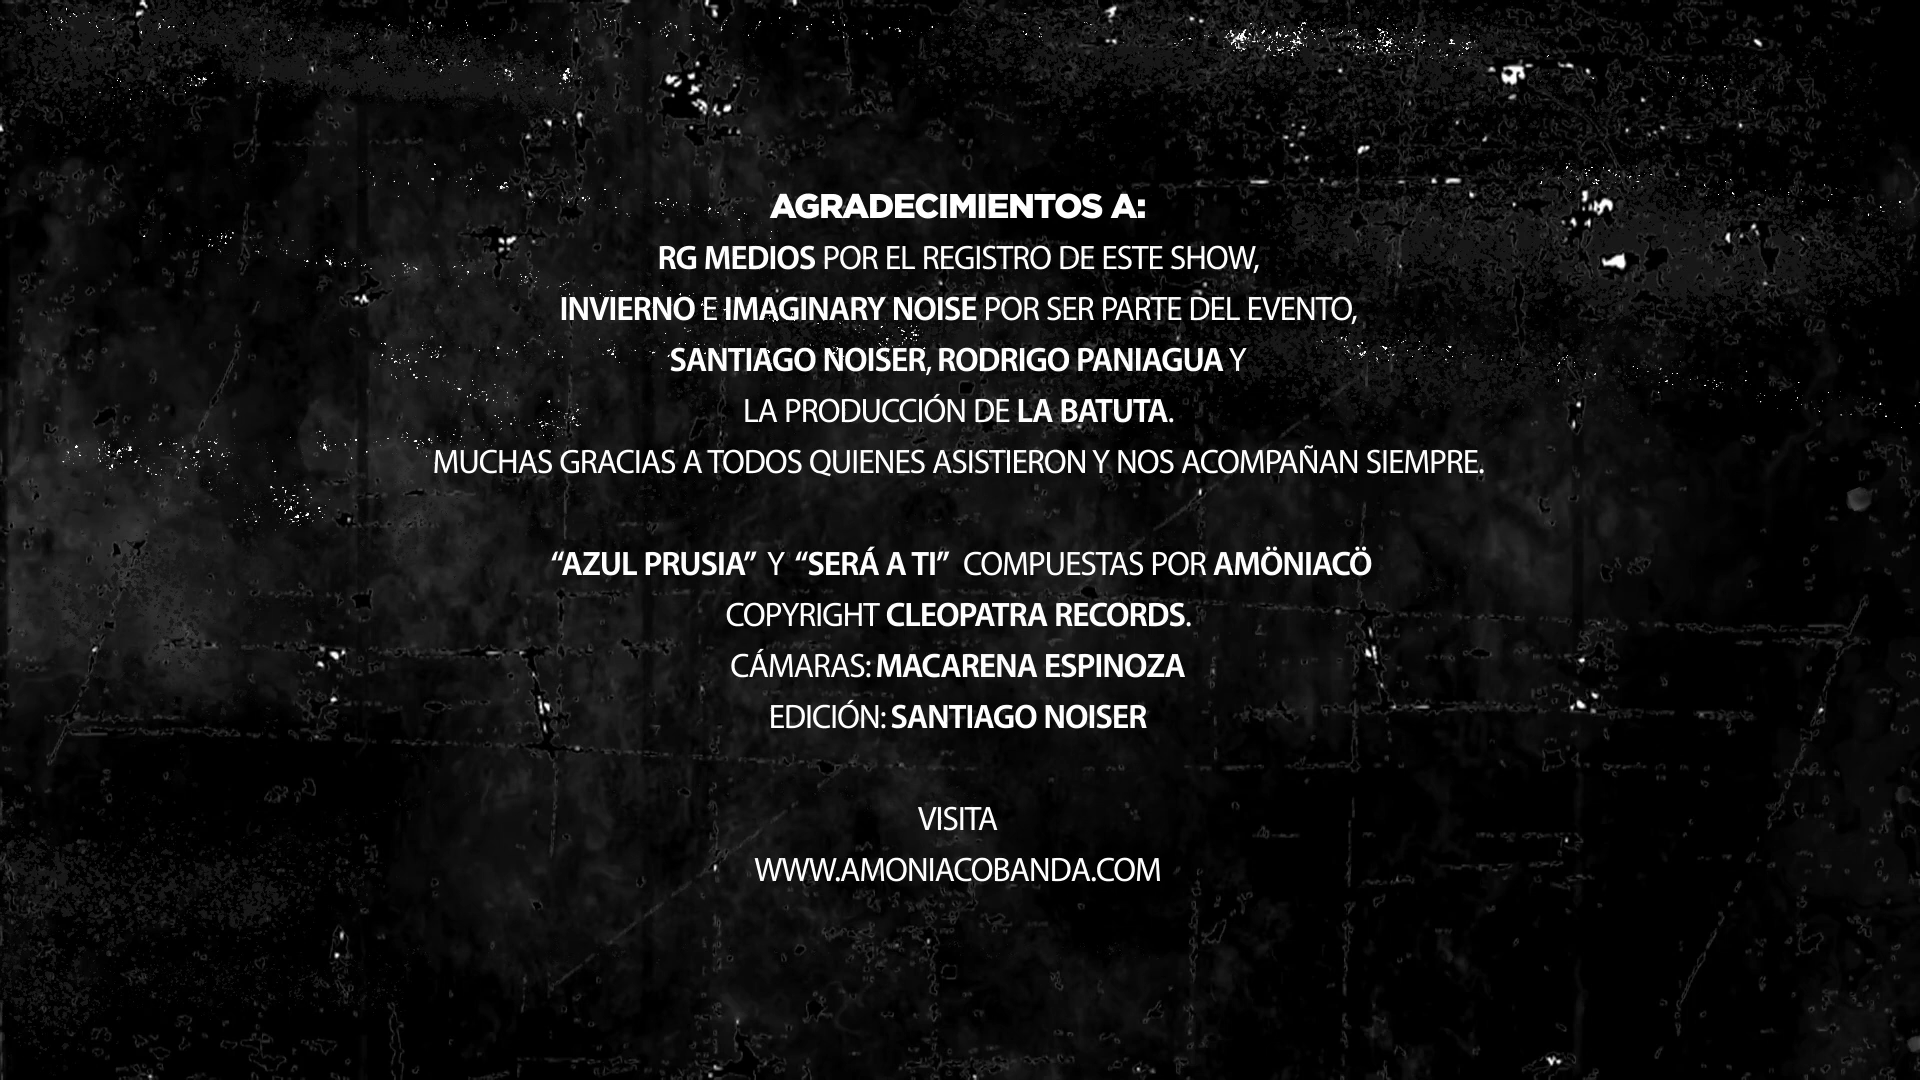 AGRADECIMIENTOS A:
RG MEDIOS POR EL REGISTRO DE ESTE SHOW,
INVIERNO E IMAGINARY NOISE POR SER PARTE DEL EVENTO,
SANTIAGO NOISER, RODRIGO PANIAGUA Y
LA PRODUCCIÓN DE LA BATUTA.
MUCHAS GRACIAS A TODOS QUIENES ASISTIERON Y NOS ACOMPAÑAN SIEMPRE.
“AZUL PRUSIA” Y “SERÁ A TI” COMPUESTAS POR AMÖNIACÖ
COPYRIGHT CLEOPATRA RECORDS.
CÁMARAS: MACARENA ESPINOZA
EDICIÓN: SANTIAGO NOISER
VISITA
WWW.AMONIACOBANDA.COM